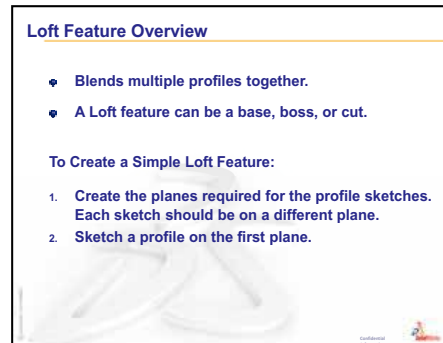 Loft Feature Overview
Blends multiple profiles together.
A Loft feature can be a base, boss, or cut.
To Create a Simple Loft Feature:
1. Create the planes required for the profile sketches.
Each sketch should be on a different plane.
2. Sketch a profile on the first plane.
Confidential